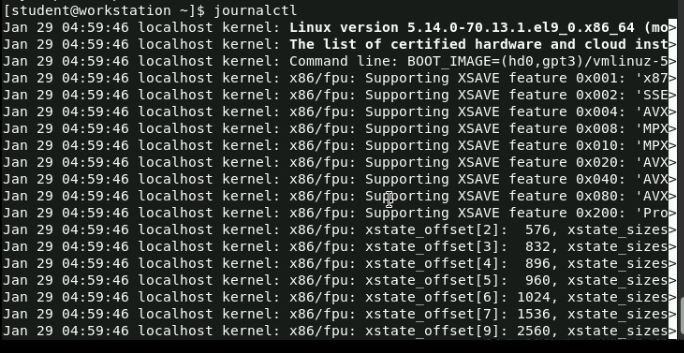 [student@workstation ~]$ journalctl
Jan 29 04:59:46 localhost kernel: Linux version 5.14.0-70.13.1.el9_0.x86_64 (mo>
Jan 29 04:59:46 localhost kernel: The list of certified hardware and cloud inst>
Jan 29 04:59:46 localhost kernel: Command line: BOOT_IMAGE=(hd0,gpt3)/vmlinuz-5>
Jan 29 04:59:46 localhost kernel: x86/fpu: Supporting XSAVE feature 0x001: 'x87>
Jan 29 04:59:46 localhost kernel: x86/fpu: Supporting XSAVE feature 0x002: 'SSE>
Jan 29 04:59:46 localhost kernel: x86/fpu: Supporting XSAVE feature 0x004: 'AVX>
Jan 29 04:59:46 localhost kernel: x86/fpu: Supporting XSAVE feature 0x008: 'MPX>
Jan 29 04:59:46 localhost kernel: x86/fpu: Supporting XSAVE feature 0x010: 'MPX>
Jan 29 04:59:46 localhost kernel: x86/fpu: Supporting XSAVE feature 0x020: 'AVX>
Jan 29 04:59:46 localhost kernel: x86/fpu: Supporting XSAVE feature 0x040: 'AVX>
Jan 29 04:59:46 localhost kernel: x86/fpu: Supporting XSAVE feature 0x080: 'AVX>
Jan 29 04:59:46 localhost kernel: x86/fpu: Supporting XSAVE feature 0x200: 'Pro>
Jan 29 04:59:46 localhost kernel: x86/fpu: xstate_offset[2]:  576, xstate_sizes>
Jan 29 04:59:46 localhost kernel: x86/fpu: xstate_offset[3]:  832, xstate_sizes>
Jan 29 04:59:46 localhost kernel: x86/fpu: xstate_offset[4]:  896, xstate_sizes>
Jan 29 04:59:46 localhost kernel: x86/fpu: xstate_offset[5]:  960, xstate_sizes>
Jan 29 04:59:46 localhost kernel: x86/fpu: xstate_offset[6]: 1024, xstate_sizes>
Jan 29 04:59:46 localhost kernel: x86/fpu: xstate_offset[7]: 1536, xstate_sizes>
Jan 29 04:59:46 localhost kernel: x86/fpu: xstate_offset[9]: 2560, xstate_sizes>